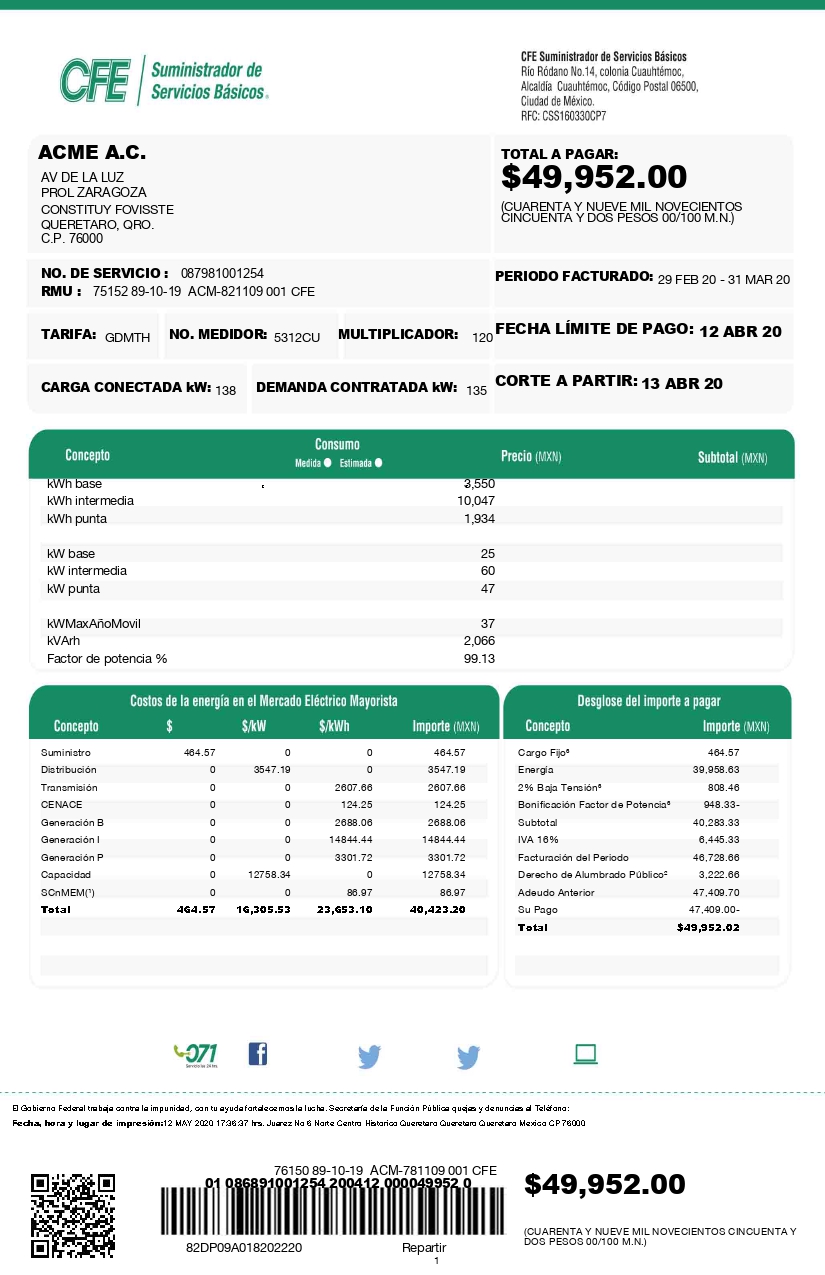 CFE Suministrador de
Servicios Básicos®
CFE Suministrador de Servicios Básicos
Río Ródano No.14, colonia Cuauhtémoc,
Alcaldía Cuauhtémoc, Código Postal 06500,
Ciudad de México.
RFC: CSS160330CP7
ACME A.C.
AV DE LA LUZ
PROL ZARAGOZA
CONSTITUY FOVISSTE
QUERETARO, QRO.
C.P. 76000
TOTAL A PAGAR:
$49,952.00
(CUARENTA Y NUEVE MIL NOVECIENTOS
CINCUENTA Y DOS PESOS 00/100 M.N.)
NO. DE SERVICIO : 087981001254
RMU : 75152 89-10-19 ACM-821109 001 CFE
PERIODO FACTURADO: 29 FEB 20 - 31 MAR 20
TARIFA: GDMTH NO. MEDIDOR: 5312CU MULTIPLICADOR: 120
FECHA LÍMITE DE PAGO: 12 ABR 20
CARGA CONECTADA kW: 138 DEMANDA CONTRATADA kW: 135
CORTE A PARTIR: 13 ABR 20
Concepto Consumo Precio (MXN) Subtotal (MXN)
Medida Estimada
kWh base 3,550
kWh intermedia 10,047
kWh punta 1,934
kW base 25
kW intermedia 60
kW punta 47
kWMaxAñoMovil 37
kVArh 2,066
Factor de potencia % 99.13
Costos de la energía en el Mercado Eléctrico Mayorista
Concepto $ $/kW $/kWh Importe (MXN)
Suministro 464.57 0 0 464.57
Distribución 0 3547.19 0 3547.19
Transmisión 0 0 2607.66 2607.66
CENACE 0 0 124.25 124.25
Generación B 0 0 2688.06 2688.06
Generación I 0 0 14844.44 14844.44
Generación P 0 0 3301.72 3301.72
Capacidad 0 12758.34 0 12758.34
SCnMEM(¹) 0 0 86.97 86.97
Total 464.57 16,305.53 23,653.10 40,423.20
Desglose del importe a pagar
Concepto Importe (MXN)
Cargo Fijo⁶ 464.57
Energía 39,958.63
2% Baja Tensión⁶ 808.46
Bonificación Factor de Potencia⁶ 948.33-
Subtotal 40,283.33
IVA 16% 6,445.33
Facturación del Periodo 46,728.66
Derecho de Alumbrado Público² 3,222.66
Adeudo Anterior 47,409.70
Su Pago 47,409.00-
Total $49,952.02
071
Servicio las 24 hrs
El Gobierno Federal trabaja contra la impunidad, con tu ayuda fortalecemos la lucha. Secretaría de la Función Pública quejas y denuncias al Teléfono:
Fecha, hora y lugar de impresión:12 MAY 2020 17:36:37 hrs. Juarez No 6 Norte Centro Historico Queretaro Queretaro Queretaro Mexico CP 76000
76150 89-10-19 ACM-781109 001 CFE
01 086891001254 200412 000049952 0
82DP09A018202220 Repartir
1
$49,952.00
(CUARENTA Y NUEVE MIL NOVECIENTOS CINCUENTA Y
DOS PESOS 00/100 M.N.)